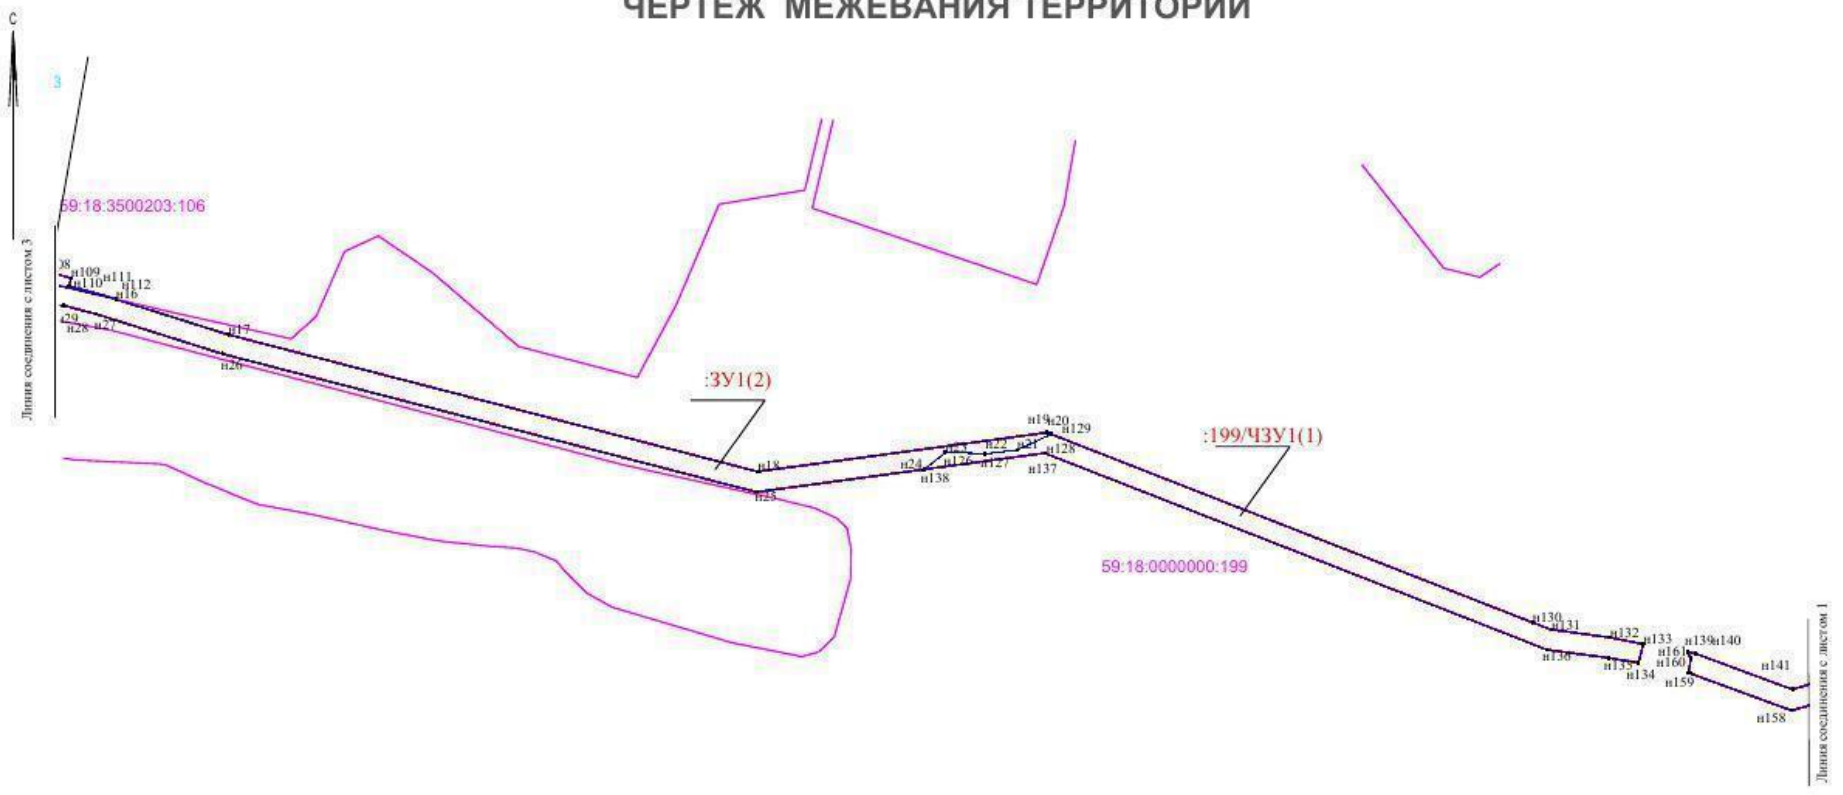 ЧЕРТЕЖ МЕЖЕВАНИЯ ТЕРРИТОРИИ
С
3
59:18:3500203:106
Линия соединения с листом 3
н109
н111
н110
н112
н16
н28
н27
н17
н26
:ЗУ1(2)
н18
н25
н19
н20
н129
н23
н22
н21
н128
н24
н126
н127
н137
н138
:199/ЧЗУ1(1)
59:18:0000000:199
н130
н131
н132
н133
н136
н135
н134
н139
н140
н161
н160
н159
н141
н158
Линия соединения с листом 1